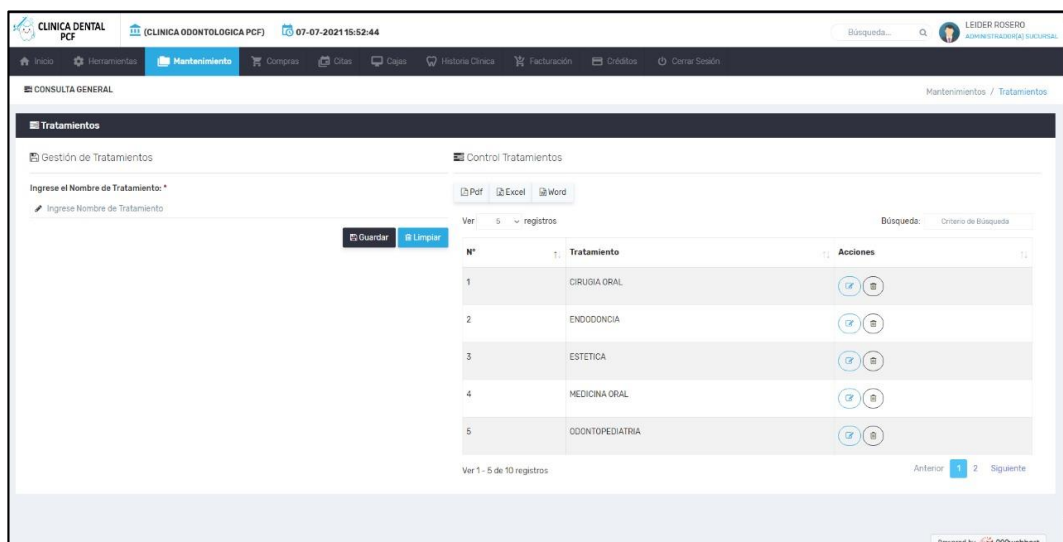 CLINICA DENTAL PCF
(CLINICA ODONTOLOGICA PCF)
07-07-2021 15:52:44
Búsqueda...
LEIDER ROSERO
ADMINISTRADOR(A) SUCURSAL
Inicio Herramientas Mantenimiento Compras Citas Cajas Historia Clinica Facturación Créditos Cerrar Sesión
CONSULTA GENERAL
Mantenimientos / Tratamientos
Tratamientos
Gestión de Tratamientos
Ingrese el Nombre de Tratamiento: *
Ingrese Nombre de Tratamiento
Guardar Limpiar
Control Tratamientos
Pdf Excel Word
Ver 5 registros
Búsqueda: Criterio de Búsqueda
N° Tratamiento Acciones
1 CIRUGIA ORAL
2 ENDODONCIA
3 ESTETICA
4 MEDICINA ORAL
5 ODONTOPEDIATRIA
Ver 1 - 5 de 10 registros
Anterior 1 2 Siguiente
Powered by 000webhost